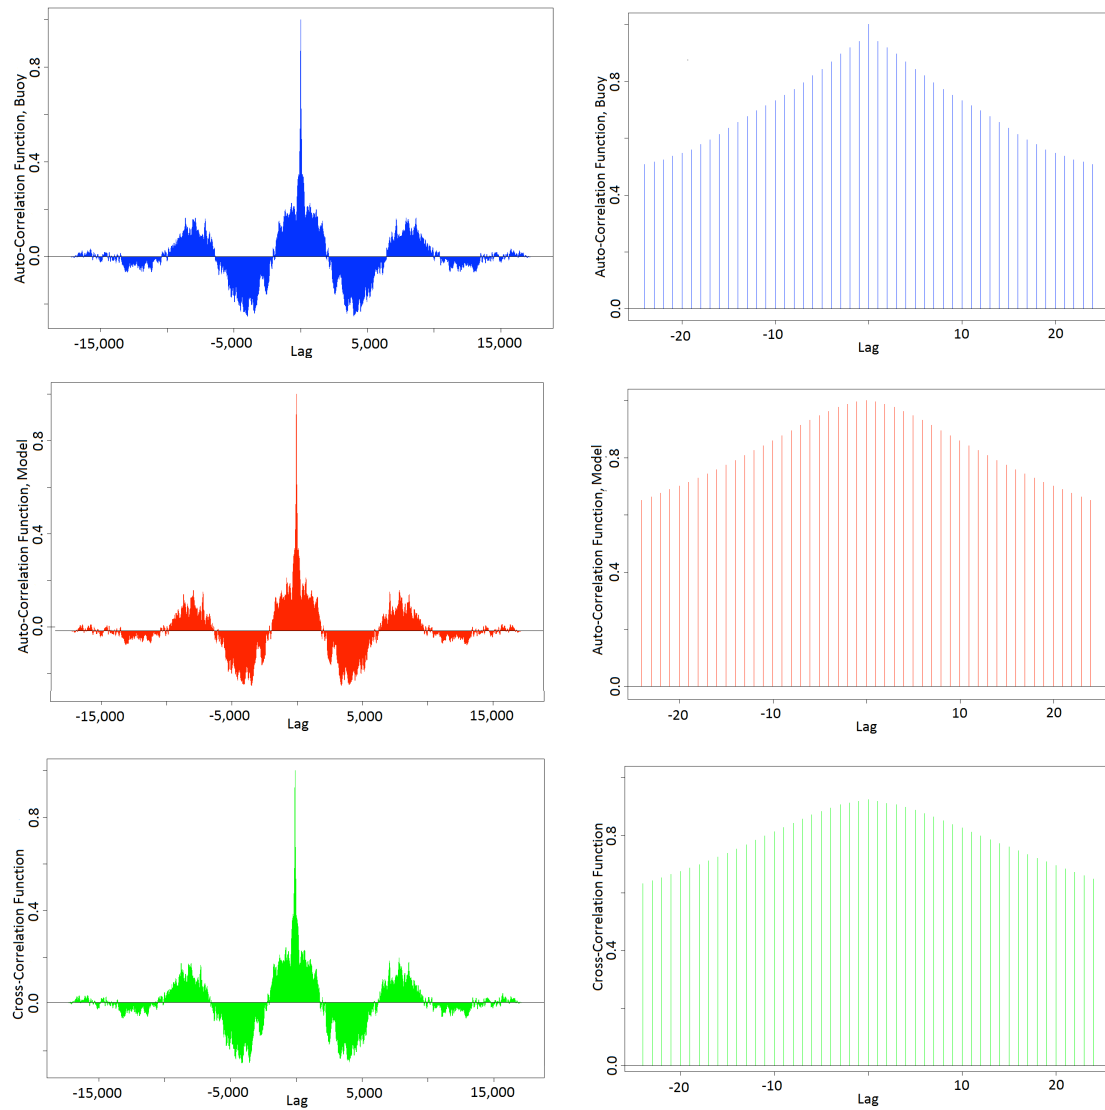 Auto-Correlation Function, Buoy
0.8
0.4
0.0
-15,000 -5,000 5,000 15,000
Lag
Auto-Correlation Function, Buoy
0.8
0.4
0.0
-20 -10 0 10 20
Lag
Auto-Correlation Function, Model
0.8
0.4
0.0
-15,000 -5,000 5,000 15,000
Lag
Auto-Correlation Function, Model
0.8
0.4
0.0
-20 -10 0 10 20
Lag
Cross-Correlation Function
0.8
0.4
0.0
-15,000 -5,000 5,000 15,000
Lag
Cross-Correlation Function
0.8
0.4
0.0
-20 -10 0 10 20
Lag